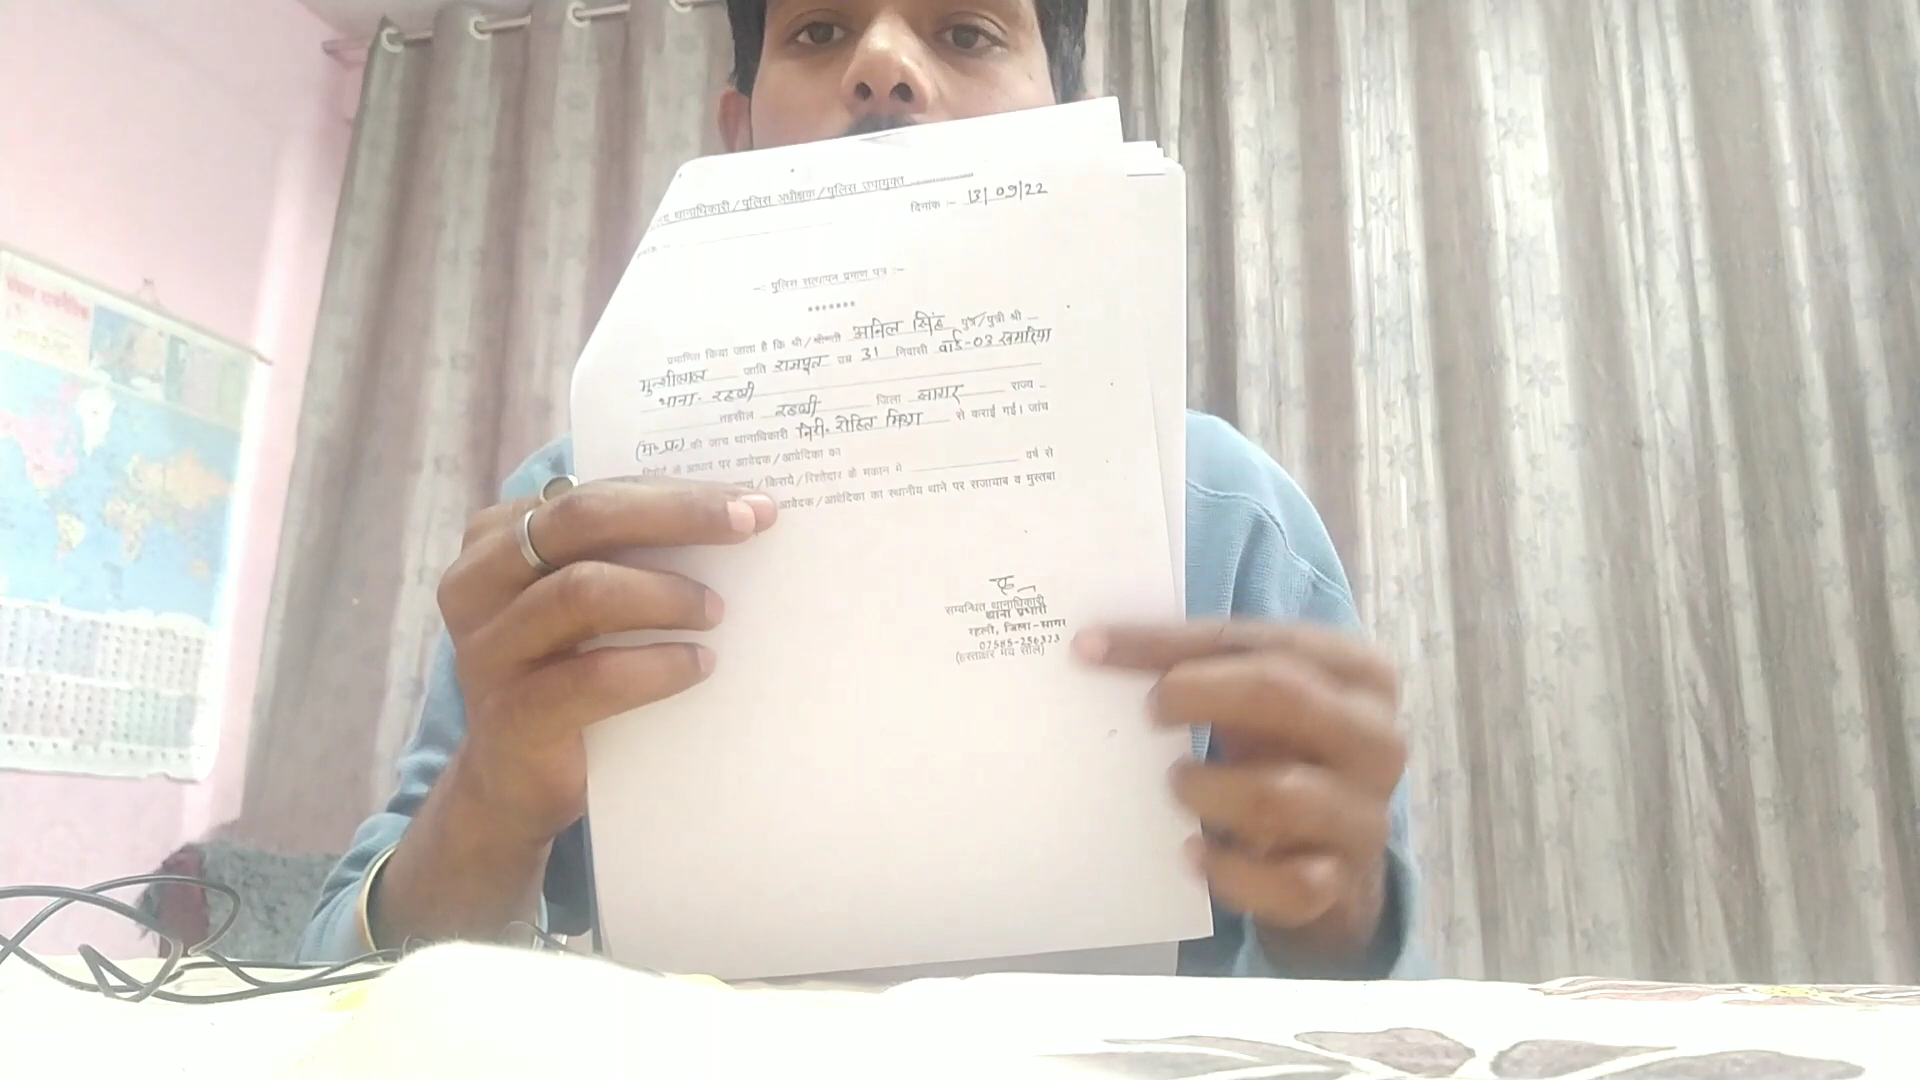 थानाधिकारी / पुलिस अधीक्षक / पुलिस उपायुक्त
दिनांक :- 13/09/22
-: पुलिस सत्यापन प्रमाण पत्र :-
*******
प्रमाणित किया जाता है कि श्री / श्रीमती अनिल सिंह पुत्र/पुत्री श्री
मुन्शीलाल जाति राजपूत उम्र 31 निवासी वार्ड-03 खमरिया
थाना- रहली
तहसील रहली जिला सागर राज्य
(म.प्र.) की जांच थानाधिकारी निरी. रोहित मिश्रा से कराई गई। जांच
रिपोर्ट के आधार पर आवेदक / आवेदिका का
/ किराये / रिश्तेदार के मकान में वर्ष से
आवेदक / आवेदिका का स्थानीय थाने पर सजायाब व मुस्तबा
सम्बन्धित थानाधिकारी
थाना प्रभारी
रहली, जिला-सागर
07585-256373
(हस्ताक्षर मय सील)